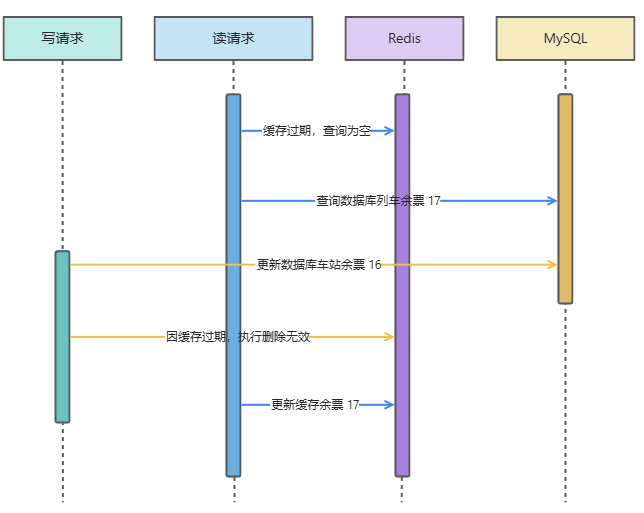 写请求
读请求
Redis
MySQL
缓存过期，查询为空
查询数据库列车余票 17
更新数据库车站余票 16
因缓存过期，执行删除无效
更新缓存余票 17